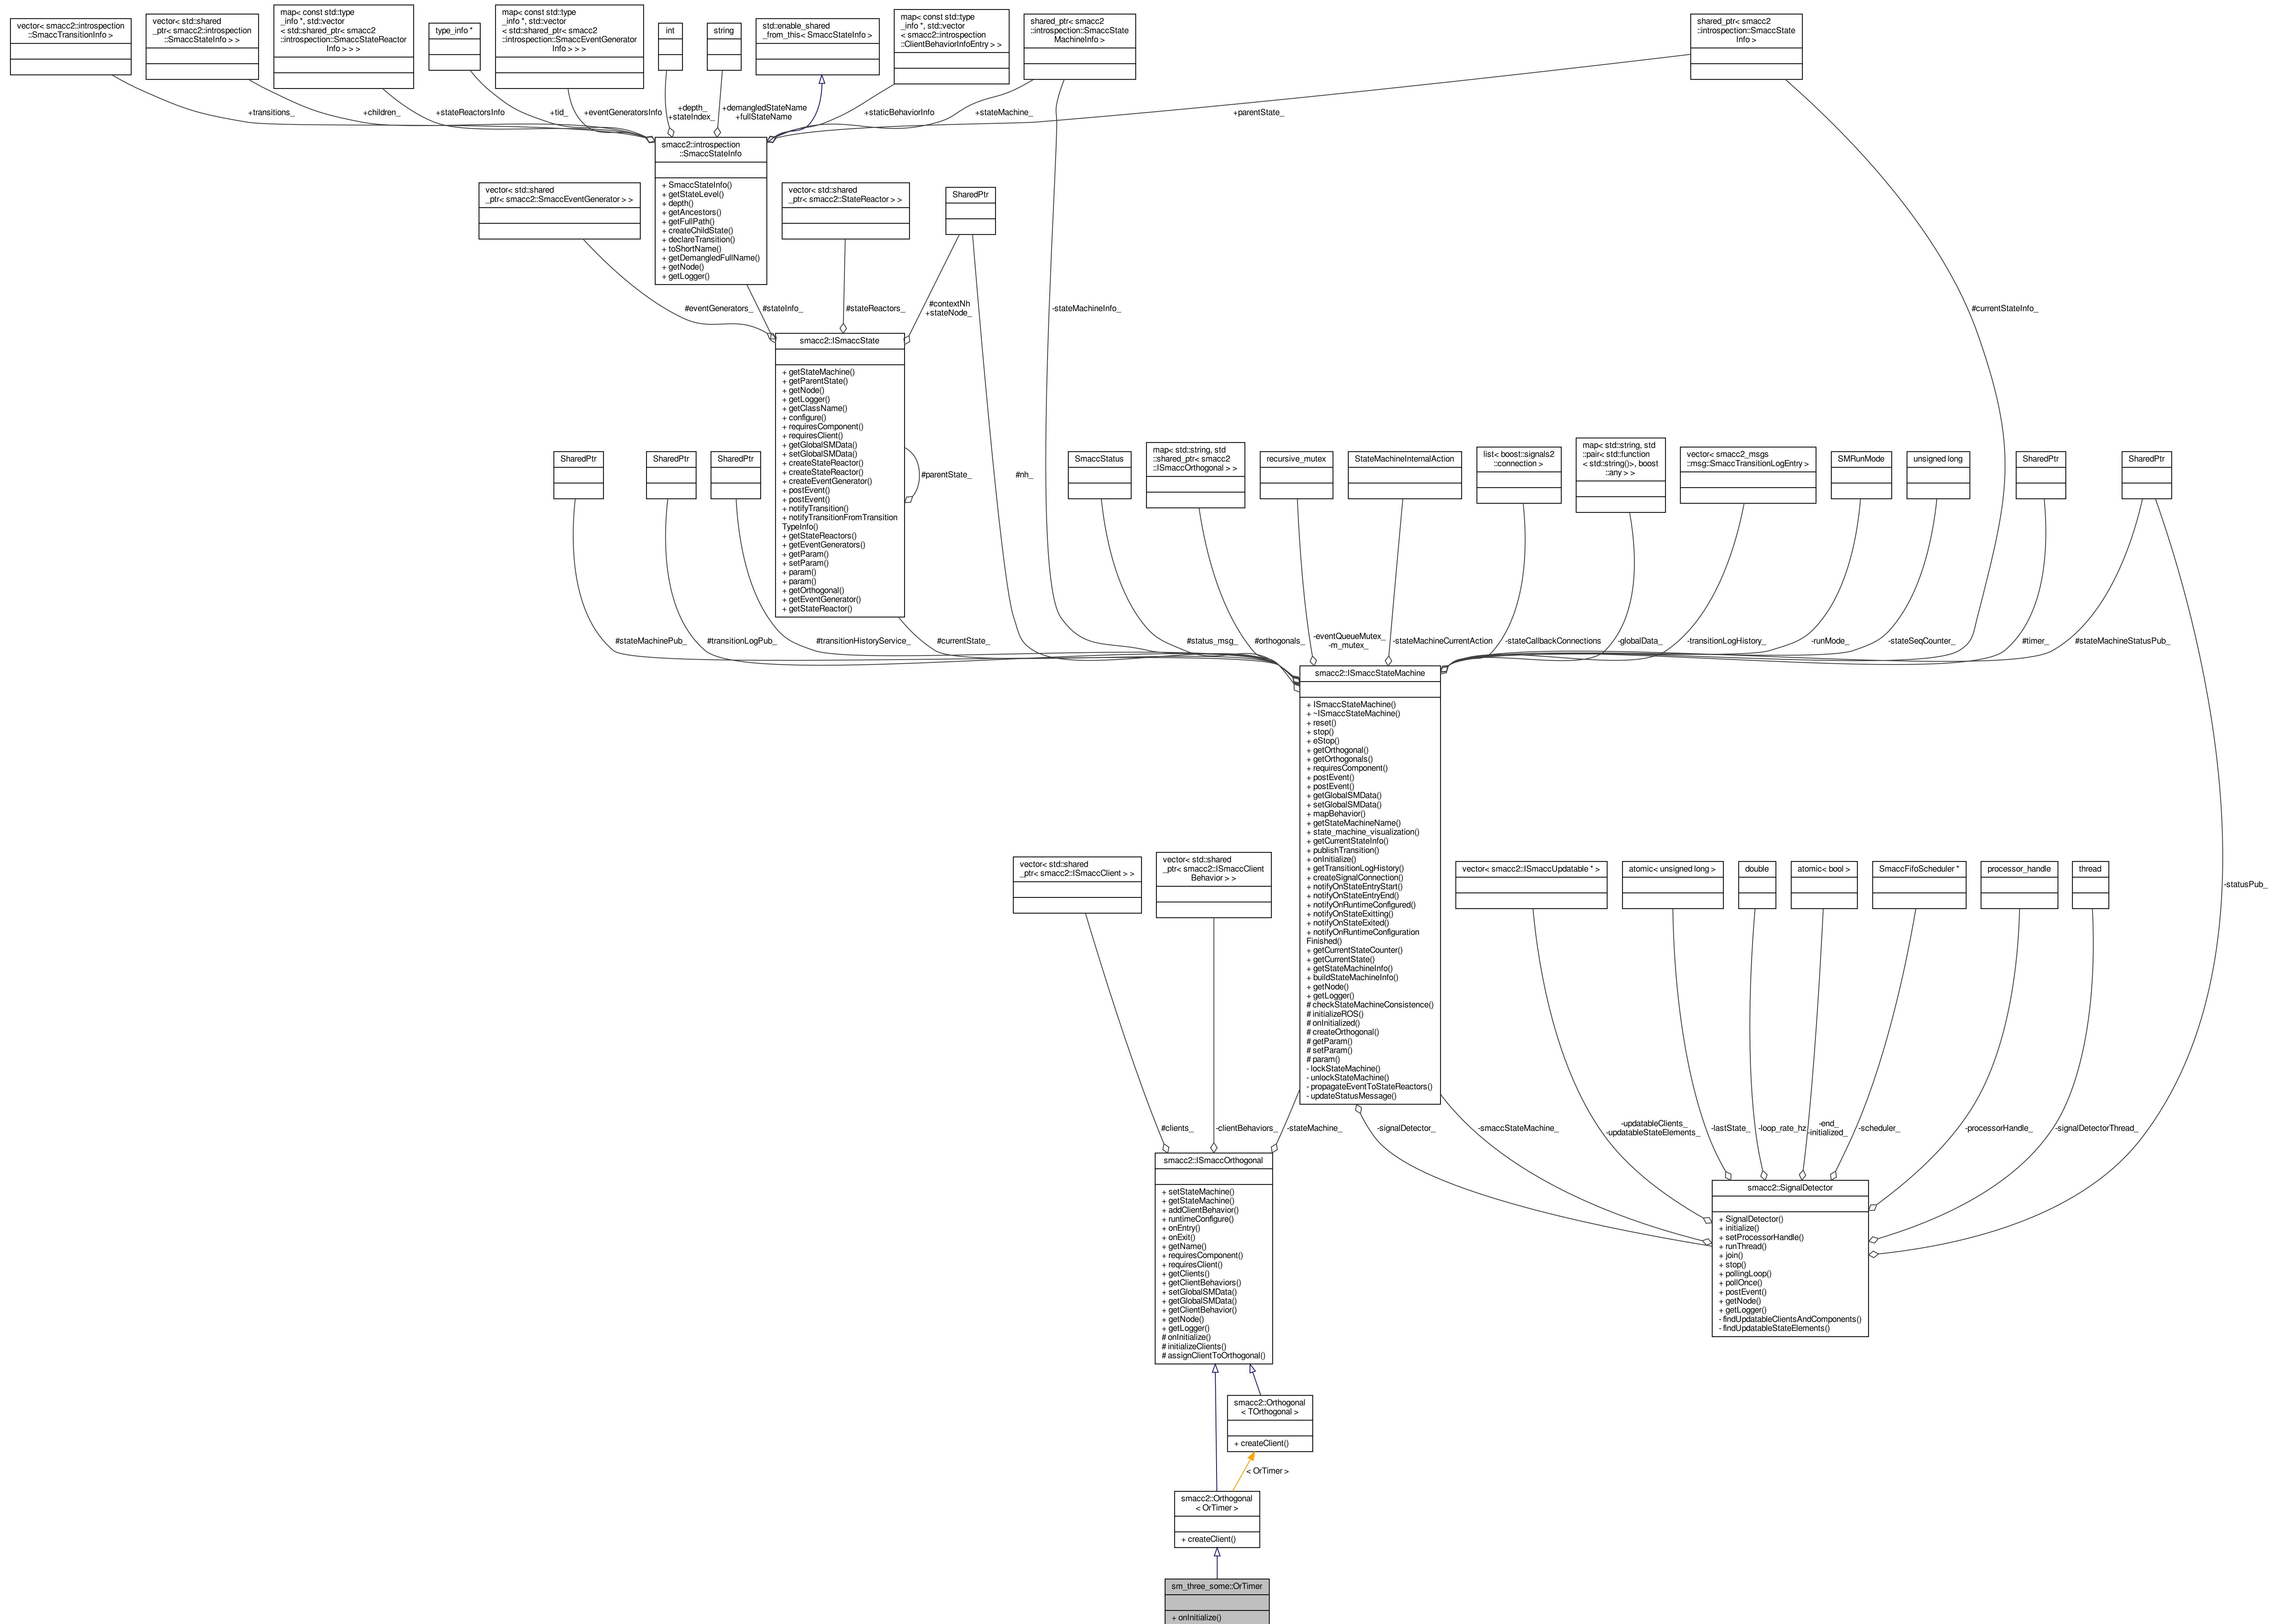 vector< smacc2::introspection
::SmaccTransitionInfo >
vector< std::shared
_ptr< smacc2::introspection
::SmaccStateInfo > >
map< const std::type
_info *, std::vector
< std::shared_ptr< smacc2
::introspection::SmaccStateReactor
Info > > >
type_info *
map< const std::type
_info *, std::vector
< std::shared_ptr< smacc2
::introspection::SmaccEventGenerator
Info > > >
int
string
std::enable_shared
_from_this< SmaccStateInfo >
map< const std::type
_info *, std::vector
< smacc2::introspection
::ClientBehaviorInfoEntry > >
shared_ptr< smacc2
::introspection::SmaccState
MachineInfo >
shared_ptr< smacc2
::introspection::SmaccState
Info >
+transitions_
+children_
+stateReactorsInfo
+tid_
+eventGeneratorsInfo
+depth_
+stateIndex_
+demangledStateName
+fullStateName
+staticBehaviorInfo
+stateMachine_
+parentState_
smacc2::introspection
::SmaccStateInfo
+ SmaccStateInfo()
+ getStateLevel()
+ depth()
+ getAncestors()
+ getFullPath()
+ createChildState()
+ declareTransition()
+ toShortName()
+ getDemangledFullName()
+ getNode()
+ getLogger()
vector< std::shared
_ptr< smacc2::SmaccEventGenerator > >
vector< std::shared
_ptr< smacc2::StateReactor > >
SharedPtr
#eventGenerators_
#stateInfo_
#stateReactors_
#contextNh
+stateNode_
-stateMachineInfo_
#currentStateInfo_
smacc2::ISmaccState
+ getStateMachine()
+ getParentState()
+ getNode()
+ getLogger()
+ getClassName()
+ configure()
+ requiresComponent()
+ requiresClient()
+ getGlobalSMData()
+ setGlobalSMData()
+ createStateReactor()
+ createStateReactor()
+ createEventGenerator()
+ postEvent()
+ postEvent()
+ notifyTransition()
+ notifyTransitionFromTransition
TypeInfo()
+ getStateReactors()
+ getEventGenerators()
+ getParam()
+ setParam()
+ param()
+ param()
+ getOrthogonal()
+ getEventGenerator()
+ getStateReactor()
#parentState_
#nh_
SharedPtr
SharedPtr
SharedPtr
SmaccStatus
map< std::string, std
::shared_ptr< smacc2
::ISmaccOrthogonal > >
recursive_mutex
StateMachineInternalAction
list< boost::signals2
::connection >
map< std::string, std
::pair< std::function
< std::string()>, boost
::any > >
vector< smacc2_msgs
::msg::SmaccTransitionLogEntry >
SMRunMode
unsigned long
SharedPtr
SharedPtr
#stateMachinePub_
#transitionLogPub_
#transitionHistoryService_
#currentState_
#status_msg_
#orthogonals_
-eventQueueMutex_
-m_mutex_
-stateMachineCurrentAction
-stateCallbackConnections
-globalData_
-transitionLogHistory_
-runMode_
-stateSeqCounter_
#timer_
#stateMachineStatusPub_
smacc2::ISmaccStateMachine
+ ISmaccStateMachine()
+ ~ISmaccStateMachine()
+ reset()
+ stop()
+ eStop()
+ getOrthogonal()
+ getOrthogonals()
+ requiresComponent()
+ postEvent()
+ postEvent()
+ getGlobalSMData()
+ setGlobalSMData()
+ mapBehavior()
+ getStateMachineName()
+ state_machine_visualization()
+ getCurrentStateInfo()
+ publishTransition()
+ onInitialize()
+ getTransitionLogHistory()
+ createSignalConnection()
+ notifyOnStateEntryStart()
+ notifyOnStateEntryEnd()
+ notifyOnRuntimeConfigured()
+ notifyOnStateExitting()
+ notifyOnStateExited()
+ notifyOnRuntimeConfiguration
Finished()
+ getCurrentStateCounter()
+ getCurrentState()
+ getStateMachineInfo()
+ buildStateMachineInfo()
+ getNode()
+ getLogger()
# checkStateMachineConsistence()
# initializeROS()
# onInitialized()
# createOrthogonal()
# getParam()
# setParam()
# param()
- lockStateMachine()
- unlockStateMachine()
- propagateEventToStateReactors()
- updateStatusMessage()
vector< std::shared
_ptr< smacc2::ISmaccClient > >
vector< std::shared
_ptr< smacc2::ISmaccClient
Behavior > >
vector< smacc2::ISmaccUpdatable * >
atomic< unsigned long >
double
atomic< bool >
SmaccFifoScheduler *
processor_handle
thread
-statusPub_
#clients_
-clientBehaviors_
-stateMachine_
-signalDetector_
-smaccStateMachine_
-updatableClients_
-updatableStateElements_
-lastState_
-loop_rate_hz
-end_
-initialized_
-scheduler_
-processorHandle_
-signalDetectorThread_
smacc2::ISmaccOrthogonal
+ setStateMachine()
+ getStateMachine()
+ addClientBehavior()
+ runtimeConfigure()
+ onEntry()
+ onExit()
+ getName()
+ requiresComponent()
+ requiresClient()
+ getClients()
+ getClientBehaviors()
+ setGlobalSMData()
+ getGlobalSMData()
+ getClientBehavior()
+ getNode()
+ getLogger()
# onInitialize()
# initializeClients()
# assignClientToOrthogonal()
smacc2::SignalDetector
+ SignalDetector()
+ initialize()
+ setProcessorHandle()
+ runThread()
+ join()
+ stop()
+ pollingLoop()
+ pollOnce()
+ postEvent()
+ getNode()
+ getLogger()
- findUpdatableClientsAndComponents()
- findUpdatableStateElements()
smacc2::Orthogonal
< TOrthogonal >
+ createClient()
< OrTimer >
smacc2::Orthogonal
< OrTimer >
+ createClient()
sm_three_some::OrTimer
+ onInitialize()